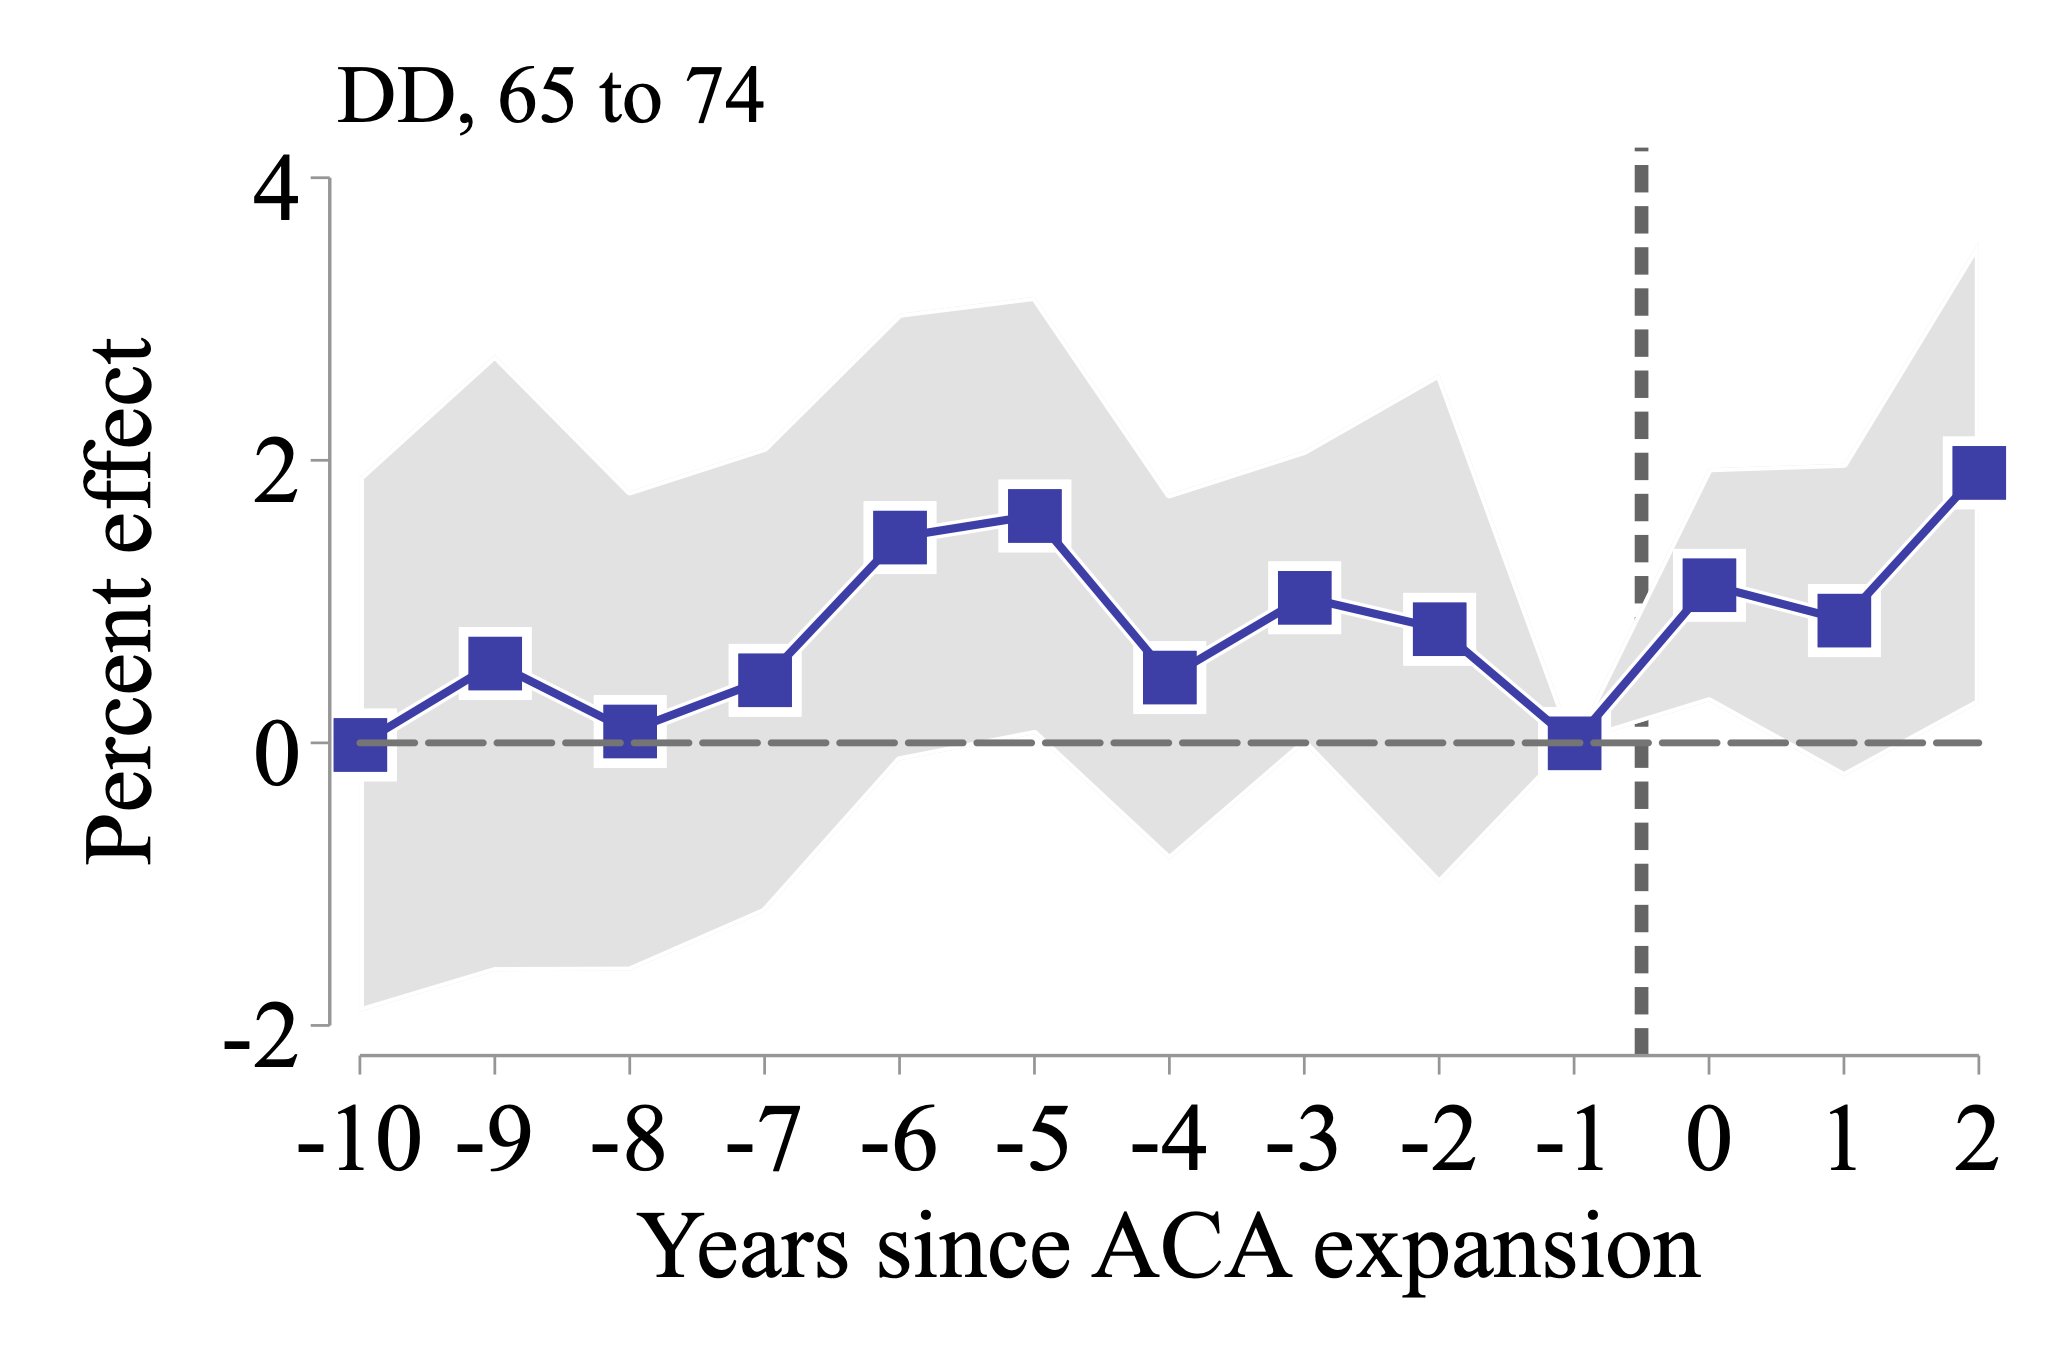 DD, 65 to 74
Percent effect
4
2
0
-2
-10 -9 -8 -7 -6 -5 -4 -3 -2 -1 0 1 2
Years since ACA expansion